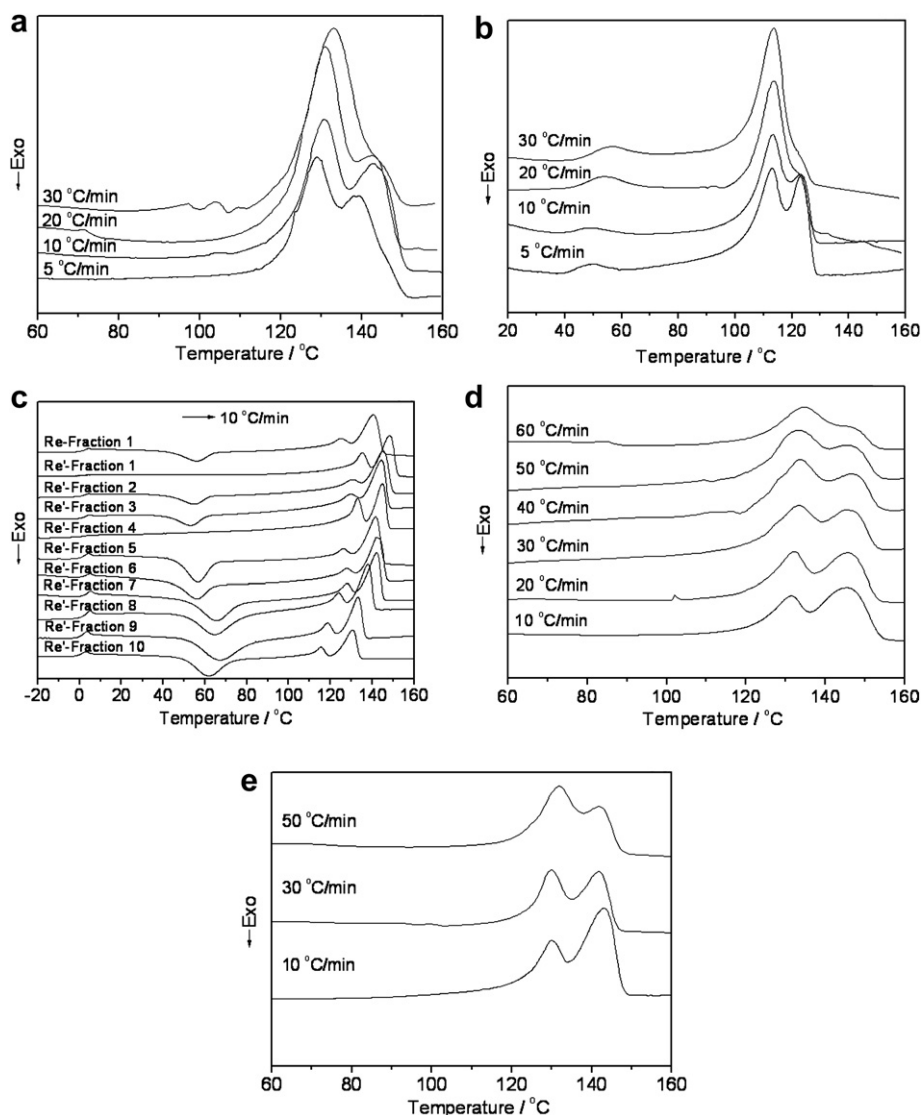 a
←Exo
30 °C/min
20 °C/min
10 °C/min
5 °C/min
60 80 100 120 140 160
Temperature / °C
b
←Exo
30 °C/min
20 °C/min
10 °C/min
5 °C/min
20 40 60 80 100 120 140 160
Temperature / °C
c
←Exo
→ 10 °C/min
Re-Fraction 1
Re'-Fraction 1
Re'-Fraction 2
Re'-Fraction 3
Re'-Fraction 4
Re'-Fraction 5
Re'-Fraction 6
Re'-Fraction 7
Re'-Fraction 8
Re'-Fraction 9
Re'-Fraction 10
-20 0 20 40 60 80 100 120 140 160
Temperature / °C
d
←Exo
60 °C/min
50 °C/min
40 °C/min
30 °C/min
20 °C/min
10 °C/min
60 80 100 120 140 160
Temperature / °C
e
←Exo
50 °C/min
30 °C/min
10 °C/min
60 80 100 120 140 160
Temperature / °C